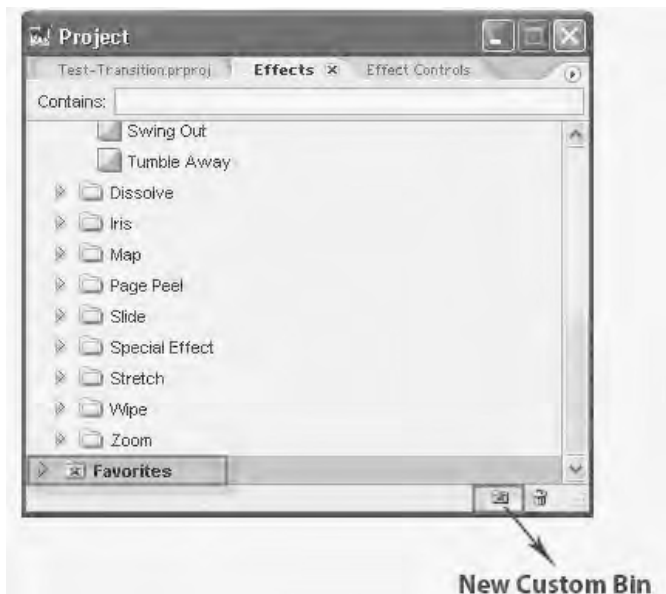 Project
Test-Transition.prproj Effects x Effect Controls
Contains:
Swing Out
Tumble Away
Dissolve
Iris
Map
Page Peel
Slide
Special Effect
Stretch
Wipe
Zoom
Favorites
New Custom Bin